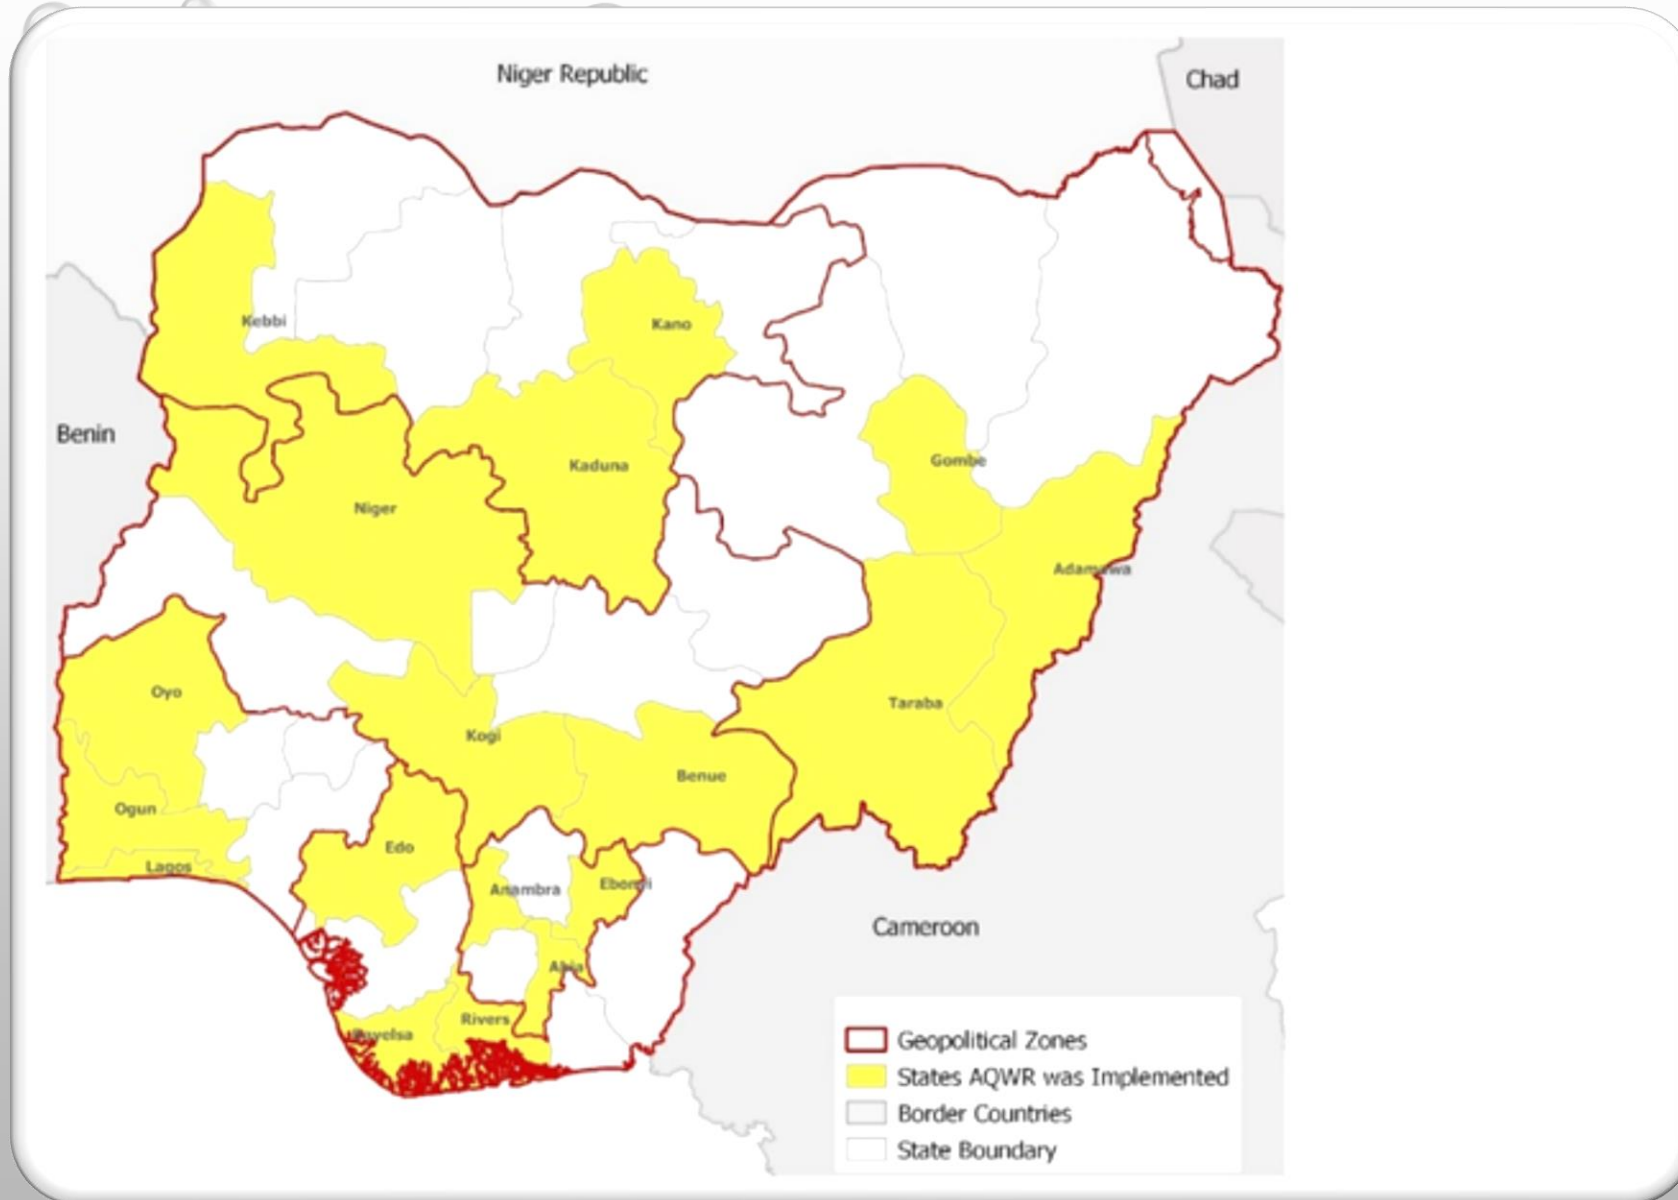 Niger Republic
Chad
Kebbi
Kano
Benin
Gombe
Kaduna
Niger
Adamawa
Oyo
Taraba
Kogi
Benue
Ogun
Edo
Lagos
Ebonyi
Anambra
Cameroon
Abia
Rivers
Bayelsa
Geopolitical Zones
States AQWR was Implemented
Border Countries
State Boundary